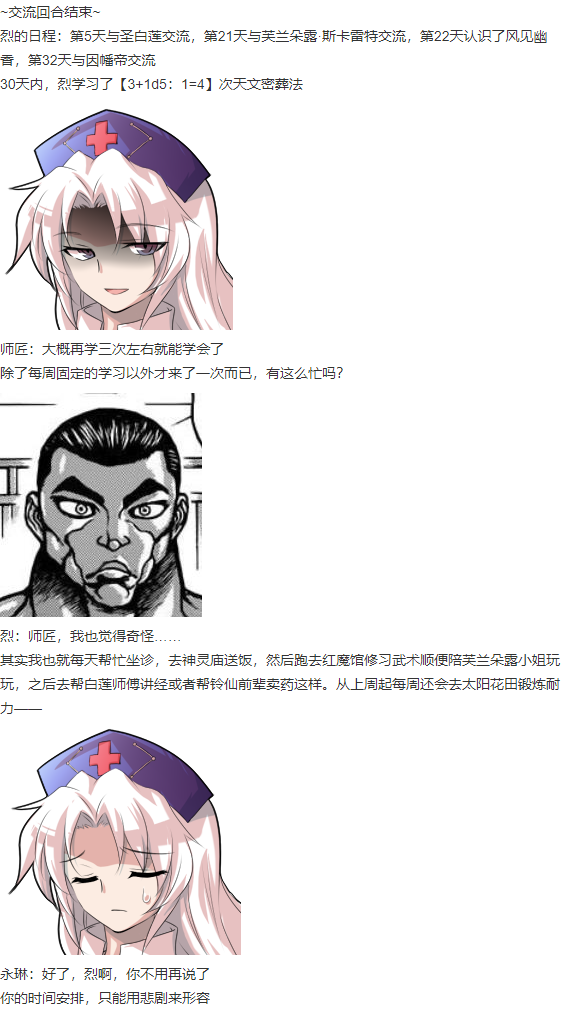 ~交流回合结束~
烈的日程：第5天与圣白莲交流，第21天与芙兰朵露·斯卡雷特交流，第22天认识了风见幽
香，第32天与因幡帝交流
30天内，烈学习了【3+1d5：1=4】次天文密葬法
师匠：大概再学三次左右就能学会了
除了每周固定的学习以外才来了一次而已，有这么忙吗？
烈：师匠，我也觉得奇怪……
其实我也就每天帮忙坐诊，去神灵庙送饭，然后跑去红魔馆修习武术顺便陪芙兰朵露小姐玩
玩，之后去帮白莲师傅讲经或者帮铃仙前辈卖药这样。从上周起每周还会去太阳花田锻炼耐
力——
永琳：好了，烈啊，你不用再说了
你的时间安排，只能用悲剧来形容